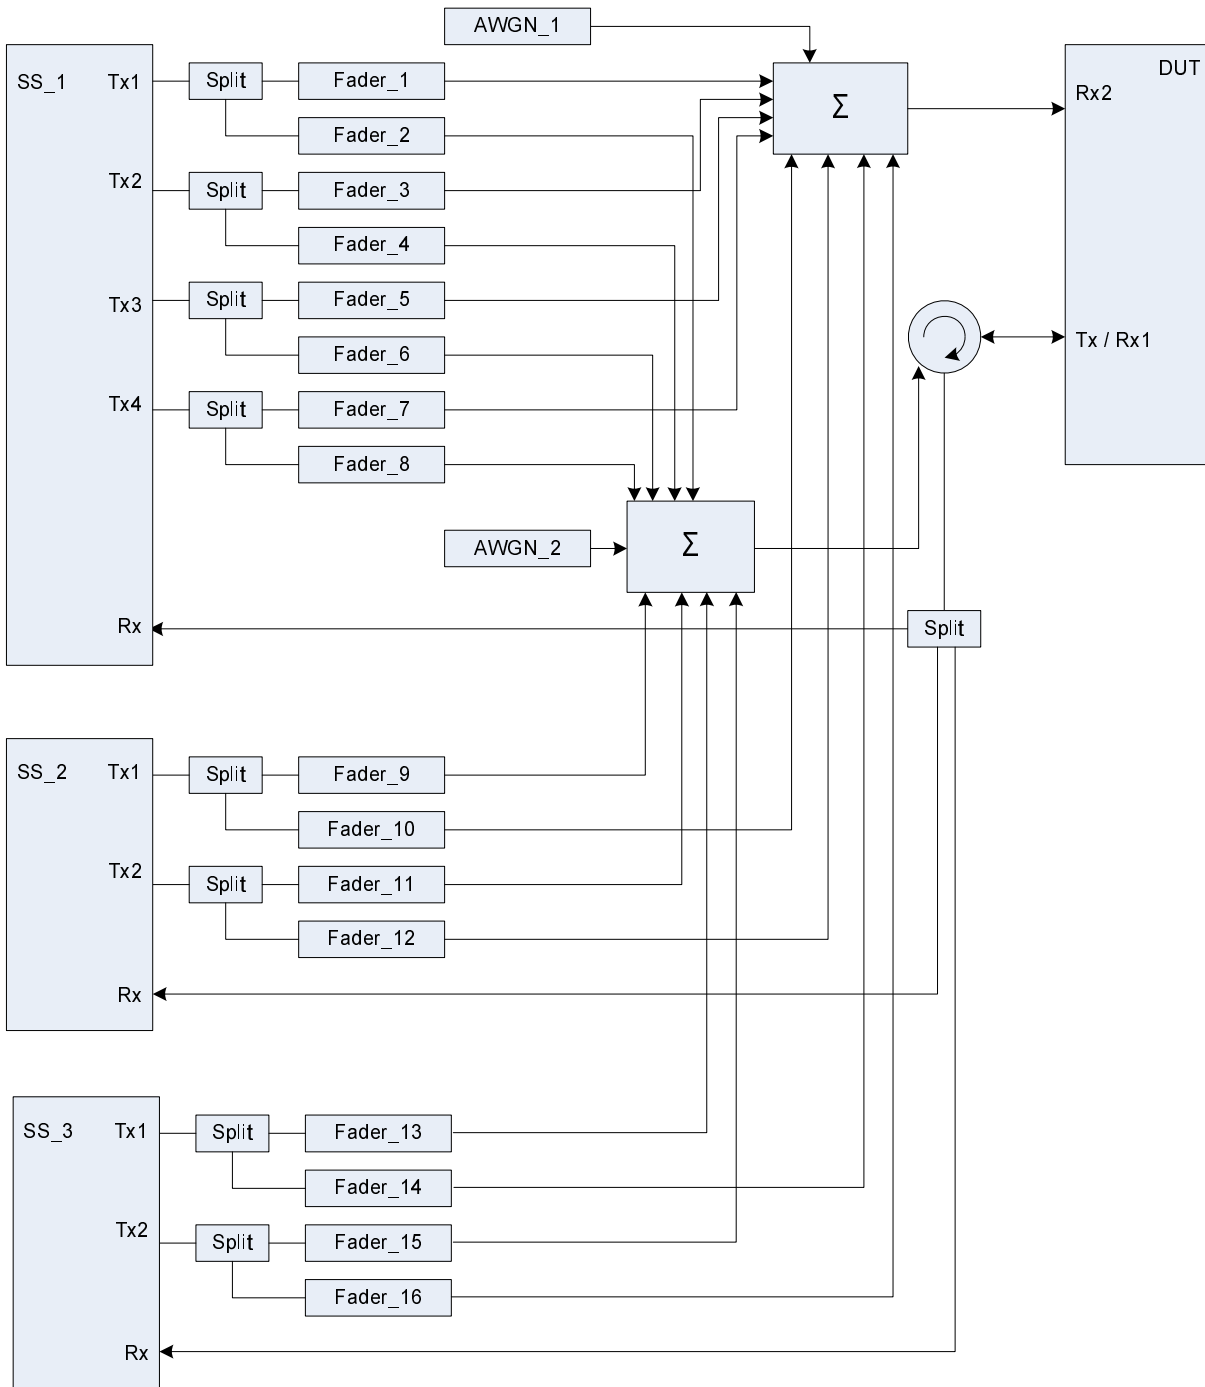 AWGN_1
SS_1 Tx1 Split Fader_1 Σ DUT
Rx2
Fader_2
Tx2 Split Fader_3
Fader_4
Tx3 Split Fader_5
Fader_6 Tx / Rx1
Tx4 Split Fader_7
Fader_8
AWGN_2 Σ
Rx Split
SS_2 Tx1 Split Fader_9
Fader_10
Tx2 Split Fader_11
Fader_12
Rx
SS_3 Tx1 Split Fader_13
Fader_14
Tx2 Split Fader_15
Fader_16
Rx